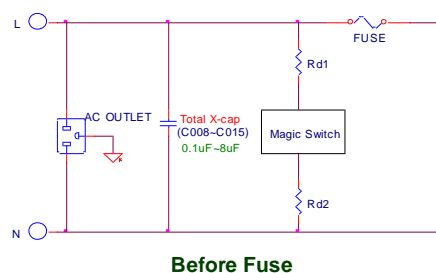 L
FUSE
Rd1
AC OUTLET
Total X-cap
(C008~C015)
0.1uF~8uF
Magic Switch
Rd2
N
Before Fuse